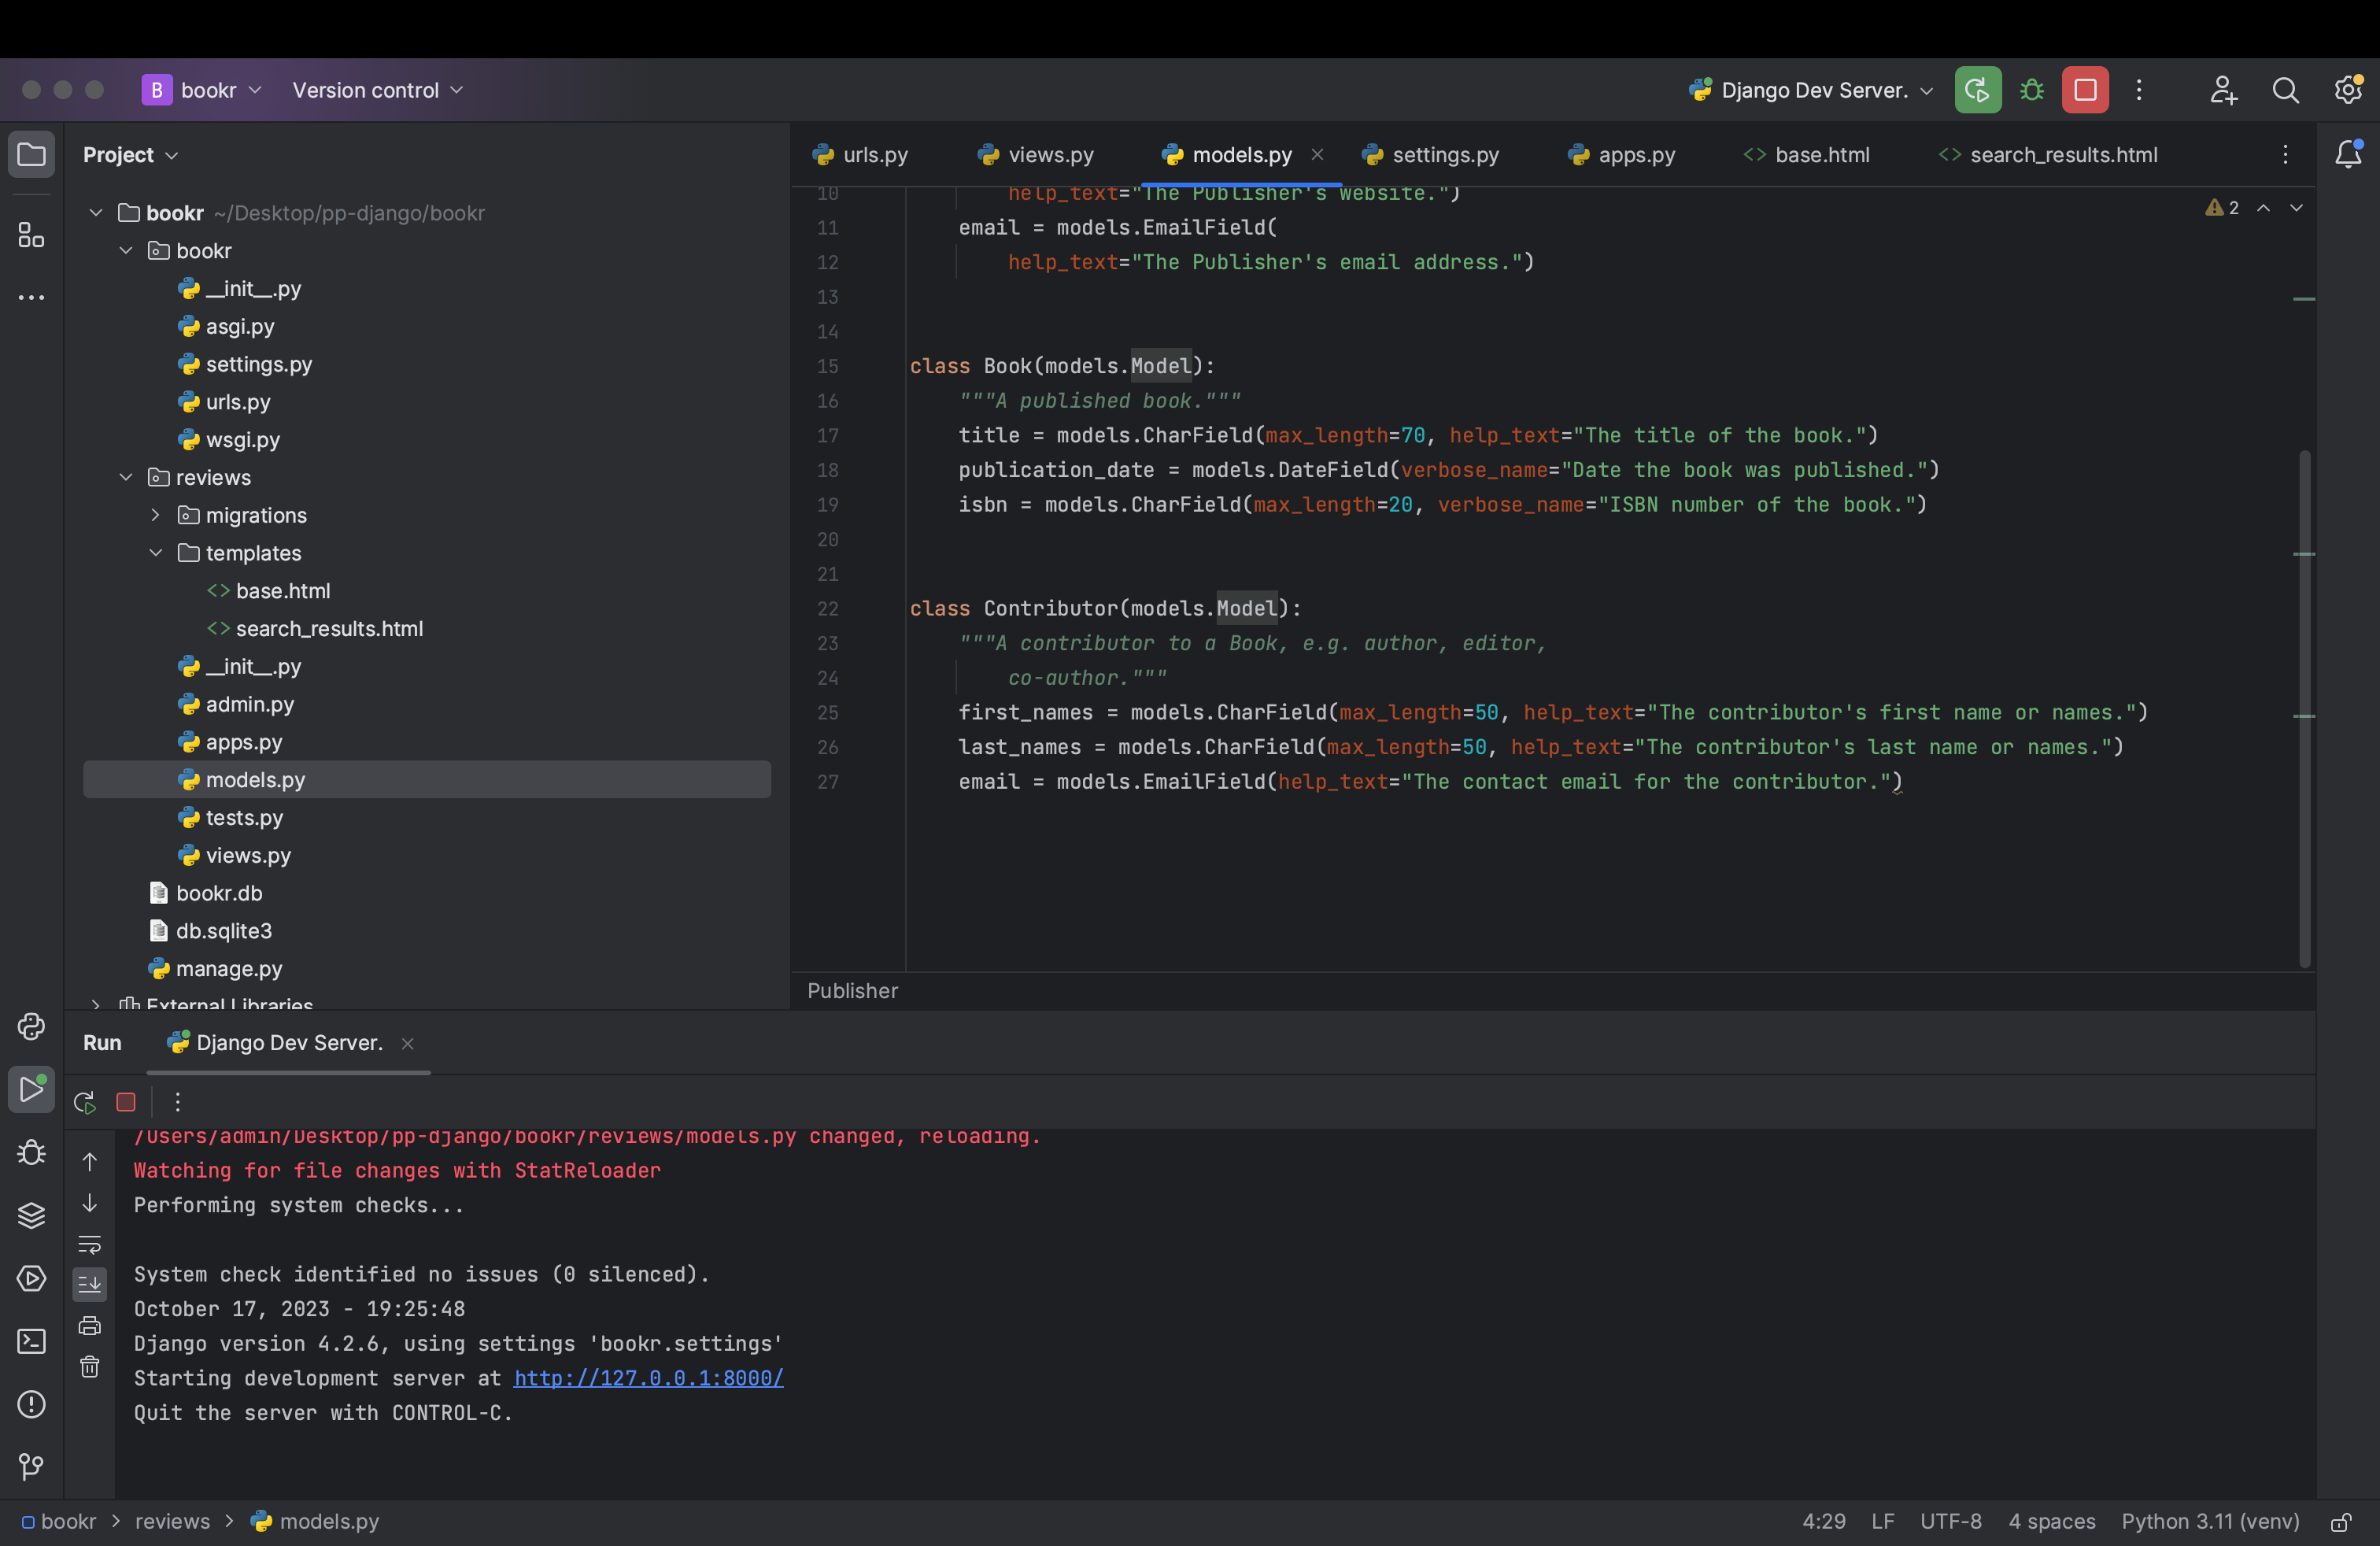 B bookr Version control Django Dev Server.
Project
bookr ~/Desktop/pp-django/bookr
bookr
__init__.py
asgi.py
settings.py
urls.py
wsgi.py
reviews
migrations
templates
base.html
search_results.html
__init__.py
admin.py
apps.py
models.py
tests.py
views.py
bookr.db
db.sqlite3
manage.py
External Libraries
urls.py views.py models.py settings.py apps.py base.html search_results.html
2
10 help_text="The Publisher's website.")
11 email = models.EmailField(
12 help_text="The Publisher's email address.")
13
14
15 class Book(models.Model):
16 """A published book."""
17 title = models.CharField(max_length=70, help_text="The title of the book.")
18 publication_date = models.DateField(verbose_name="Date the book was published.")
19 isbn = models.CharField(max_length=20, verbose_name="ISBN number of the book.")
20
21
22 class Contributor(models.Model):
23 """A contributor to a Book, e.g. author, editor,
24 co-author."""
25 first_names = models.CharField(max_length=50, help_text="The contributor's first name or names.")
26 last_names = models.CharField(max_length=50, help_text="The contributor's last name or names.")
27 email = models.EmailField(help_text="The contact email for the contributor.")
Publisher
Run Django Dev Server.
/Users/admin/Desktop/pp-django/bookr/reviews/models.py changed, reloading.
Watching for file changes with StatReloader
Performing system checks...
System check identified no issues (0 silenced).
October 17, 2023 - 19:25:48
Django version 4.2.6, using settings 'bookr.settings'
Starting development server at http://127.0.0.1:8000/
Quit the server with CONTROL-C.
bookr > reviews > models.py 4:29 LF UTF-8 4 spaces Python 3.11 (venv)